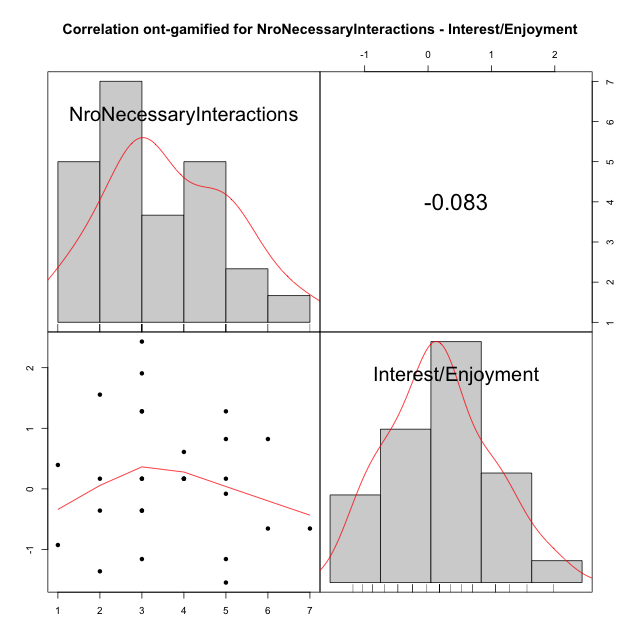 Correlation ont-gamified for NroNecessaryInteractions - Interest/Enjoyment
-1 0 1 2
NroNecessaryInteractions
-0.083
7
6
5
4
3
2
1
Interest/Enjoyment
2
1
0
-1
1 2 3 4 5 6 7